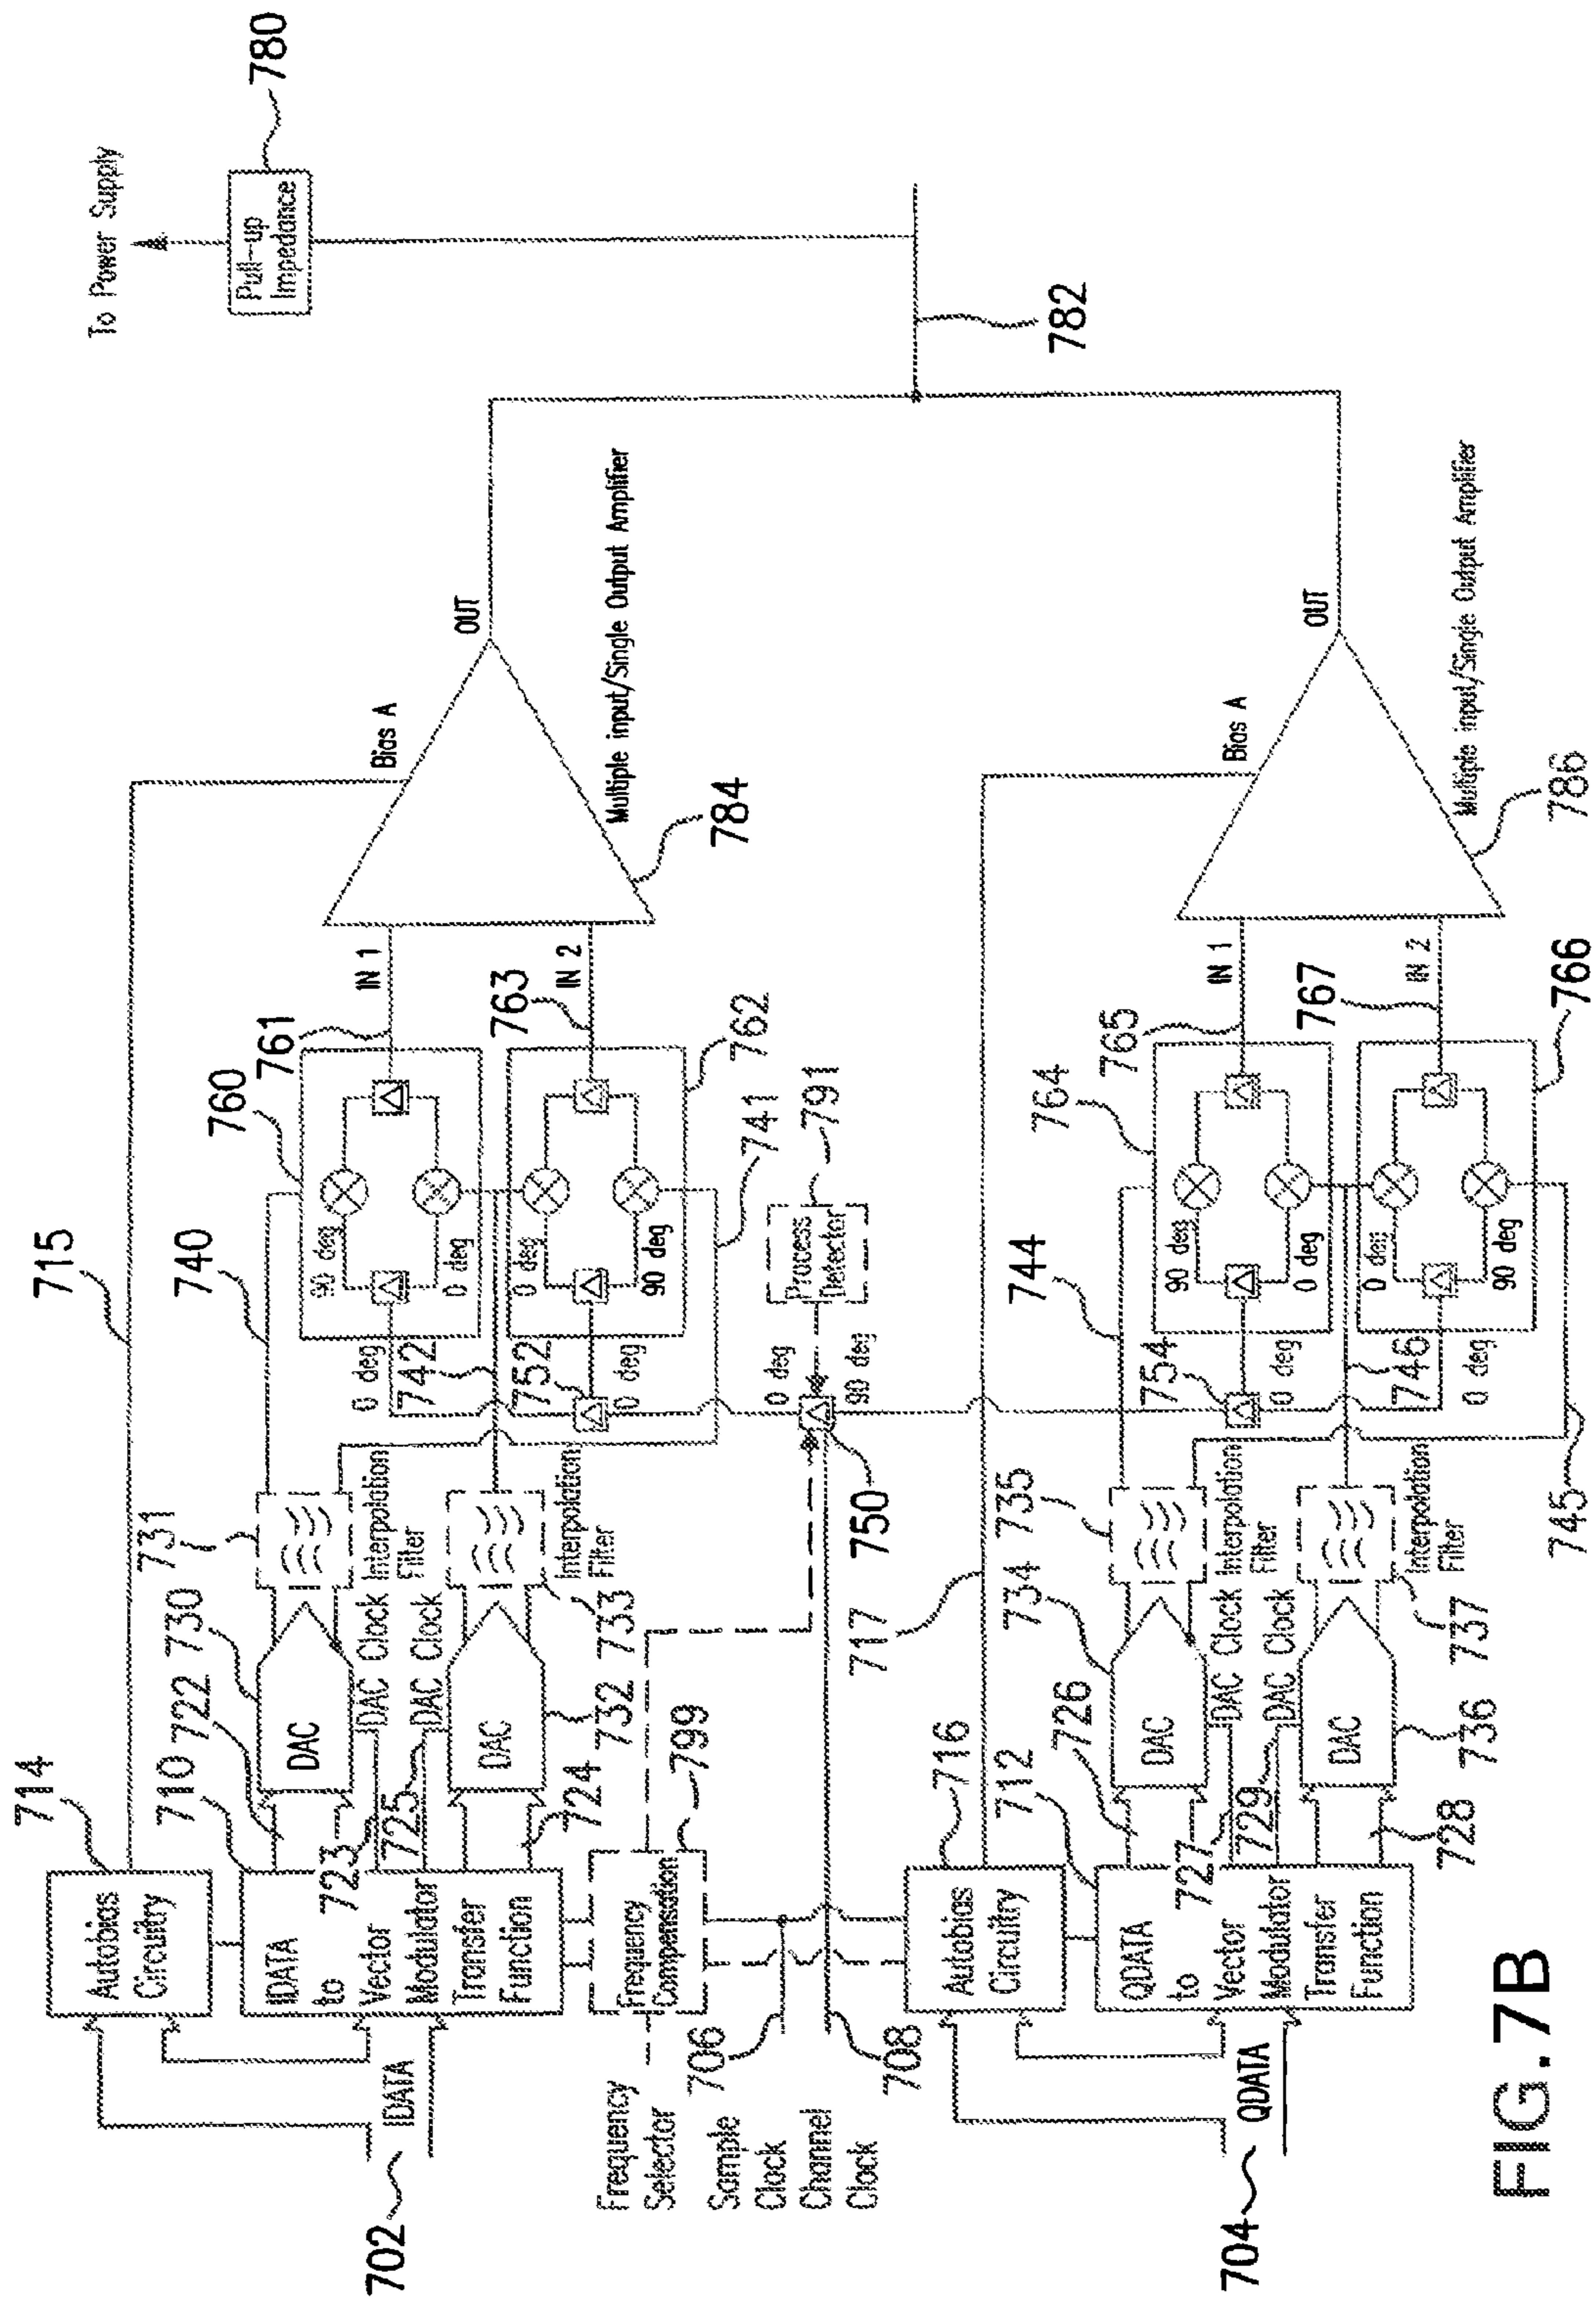 To Power Supply
780
Pull-up
Impedance
782
OUT
Bias A
Multiple input/Single Output Amplifier
784
IN 1
IN 2
761
763
760
762
90 deg
0 deg
0 deg
90 deg
715
740
741
742
752
0 deg
0 deg
791
Process
Detector
0 deg
90 deg
750
714
Autobias
Circuitry
710
IDATA
to
Vector
Modulator
Transfer
Function
722
723
725
724
730
731
DAC
DAC Clock
Interpolation
Filter
DAC Clock
DAC
732
733
Interpolation
Filter
702
IDATA
799
Frequency
Compensation
Frequency
Selector
706
Sample
Clock
708
Channel
Clock
717
OUT
Bias A
Multiple input/Single Output Amplifier
786
IN 1
IN 2
765
767
764
766
90 deg
0 deg
0 deg
90 deg
744
754
746
745
0 deg
0 deg
716
Autobias
Circuitry
712
QDATA
to
Vector
Modulator
Transfer
Function
726
727
729
728
734
735
DAC
DAC Clock
Interpolation
Filter
DAC Clock
DAC
736
737
Interpolation
Filter
704
QDATA
FIG. 7B